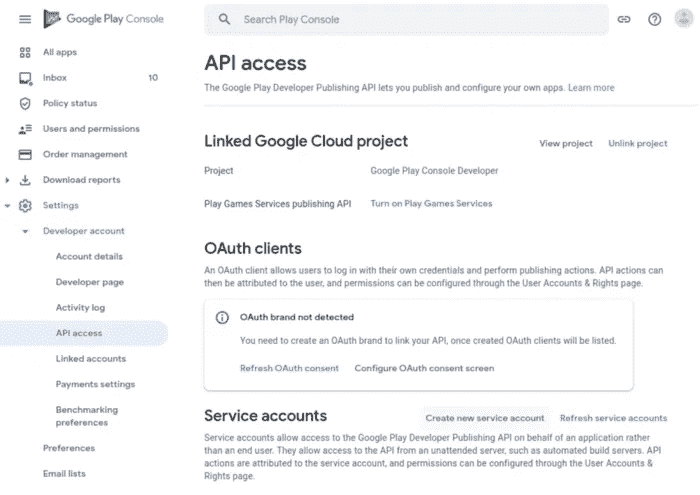 Google Play Console
Search Play Console
All apps
Inbox 10
Policy status
Users and permissions
Order management
Download reports
Settings
Developer account
Account details
Developer page
Activity log
API access
Linked accounts
Payments settings
Benchmarking
preferences
Preferences
Email lists
API access
The Google Play Developer Publishing API lets you publish and configure your own apps. Learn more
Linked Google Cloud project View project Unlink project
Project Google Play Console Developer
Play Games Services publishing API Turn on Play Games Services
OAuth clients
An OAuth client allows users to log in with their own credentials and perform publishing actions. API actions can
then be attributed to the user, and permissions can be configured through the User Accounts & Rights page.
OAuth brand not detected
You need to create an OAuth brand to link your API, once created OAuth clients will be listed.
Refresh OAuth consent Configure OAuth consent screen
Service accounts Create new service account Refresh service accounts
Service accounts allow access to the Google Play Developer Publishing API on behalf of an application rather
than an end user. They allow access to the API from an unattended server, such as automated build servers. API
actions are attributed to the service account, and permissions can be configured through the User Accounts &
Rights page.